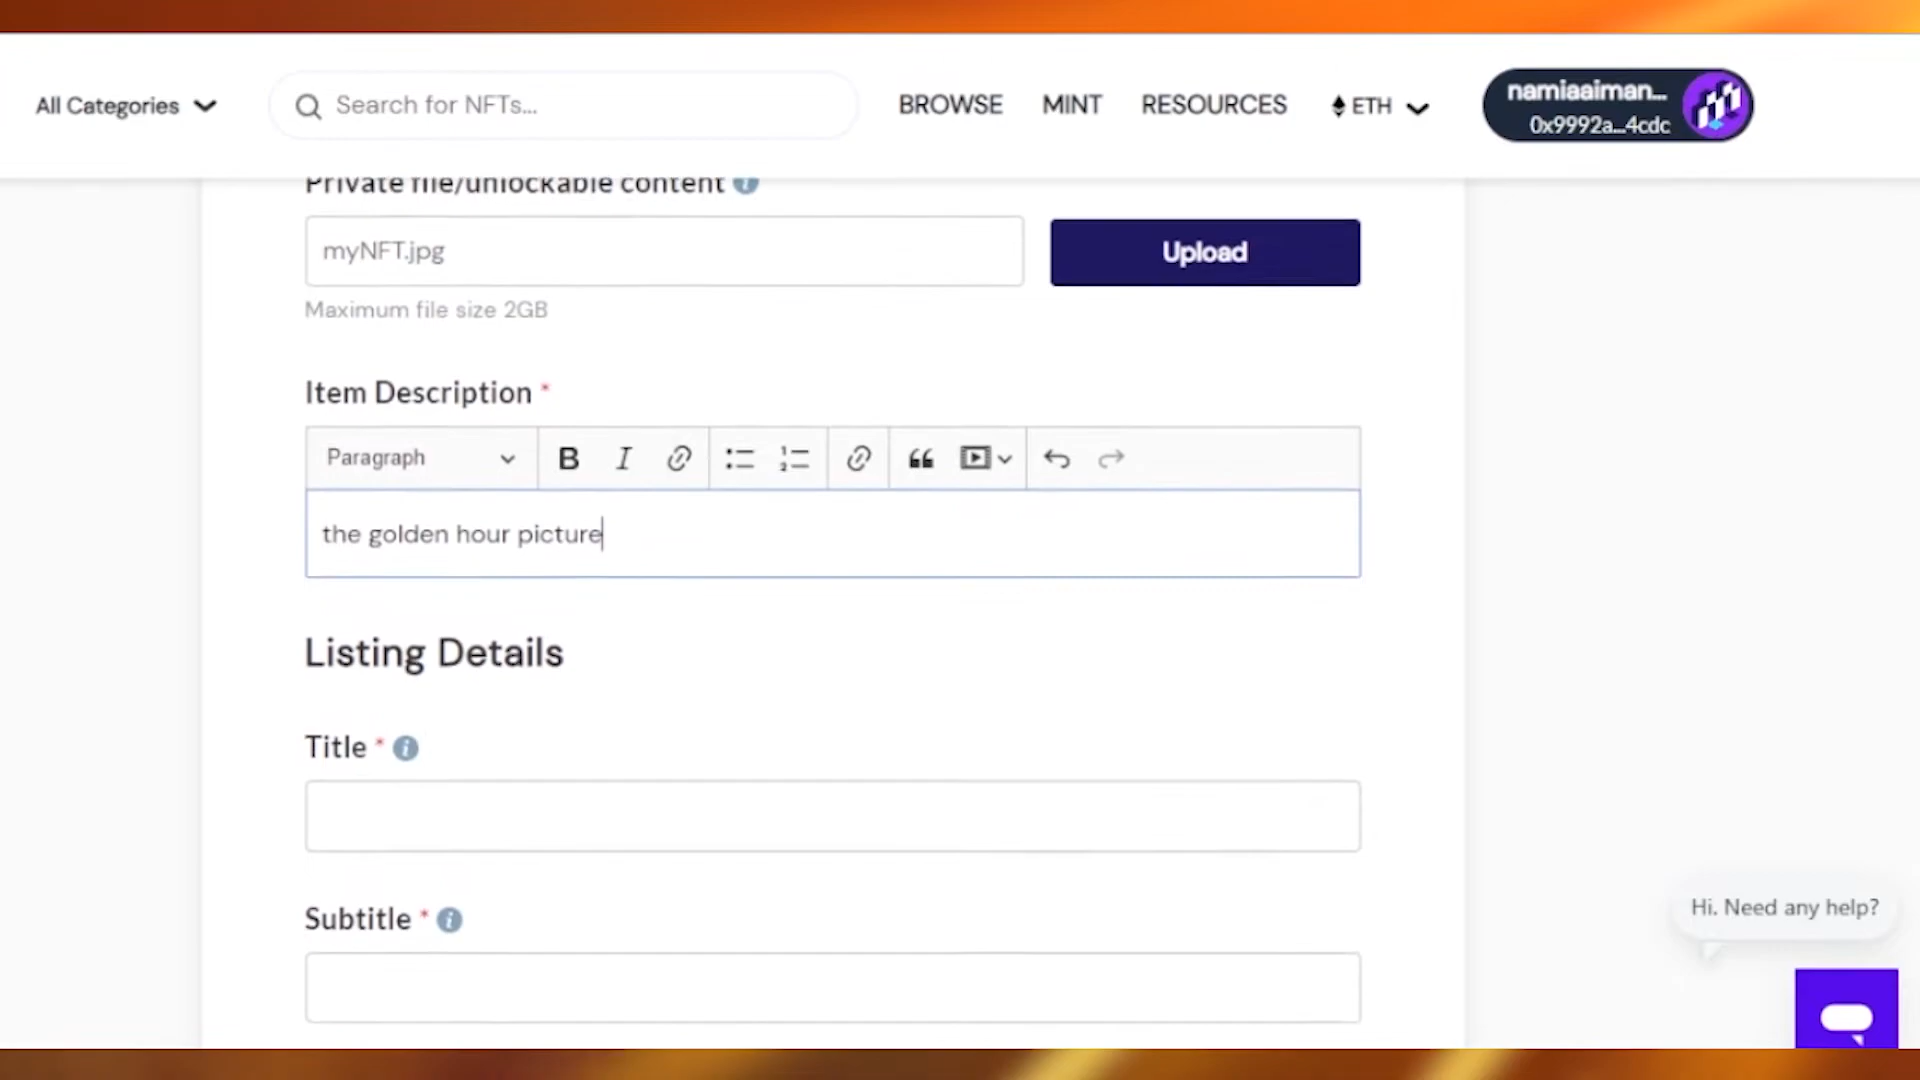 All Categories
Search for NFTs...
BROWSE
MINT
RESOURCES
ETH
namiaaiman...
0x9992a...4cdc
Private file/unlockable content
myNFT.jpg
Upload
Maximum file size 2GB
Item Description *
Paragraph
the golden hour picture
Listing Details
Title *
Subtitle *
Hi. Need any help?